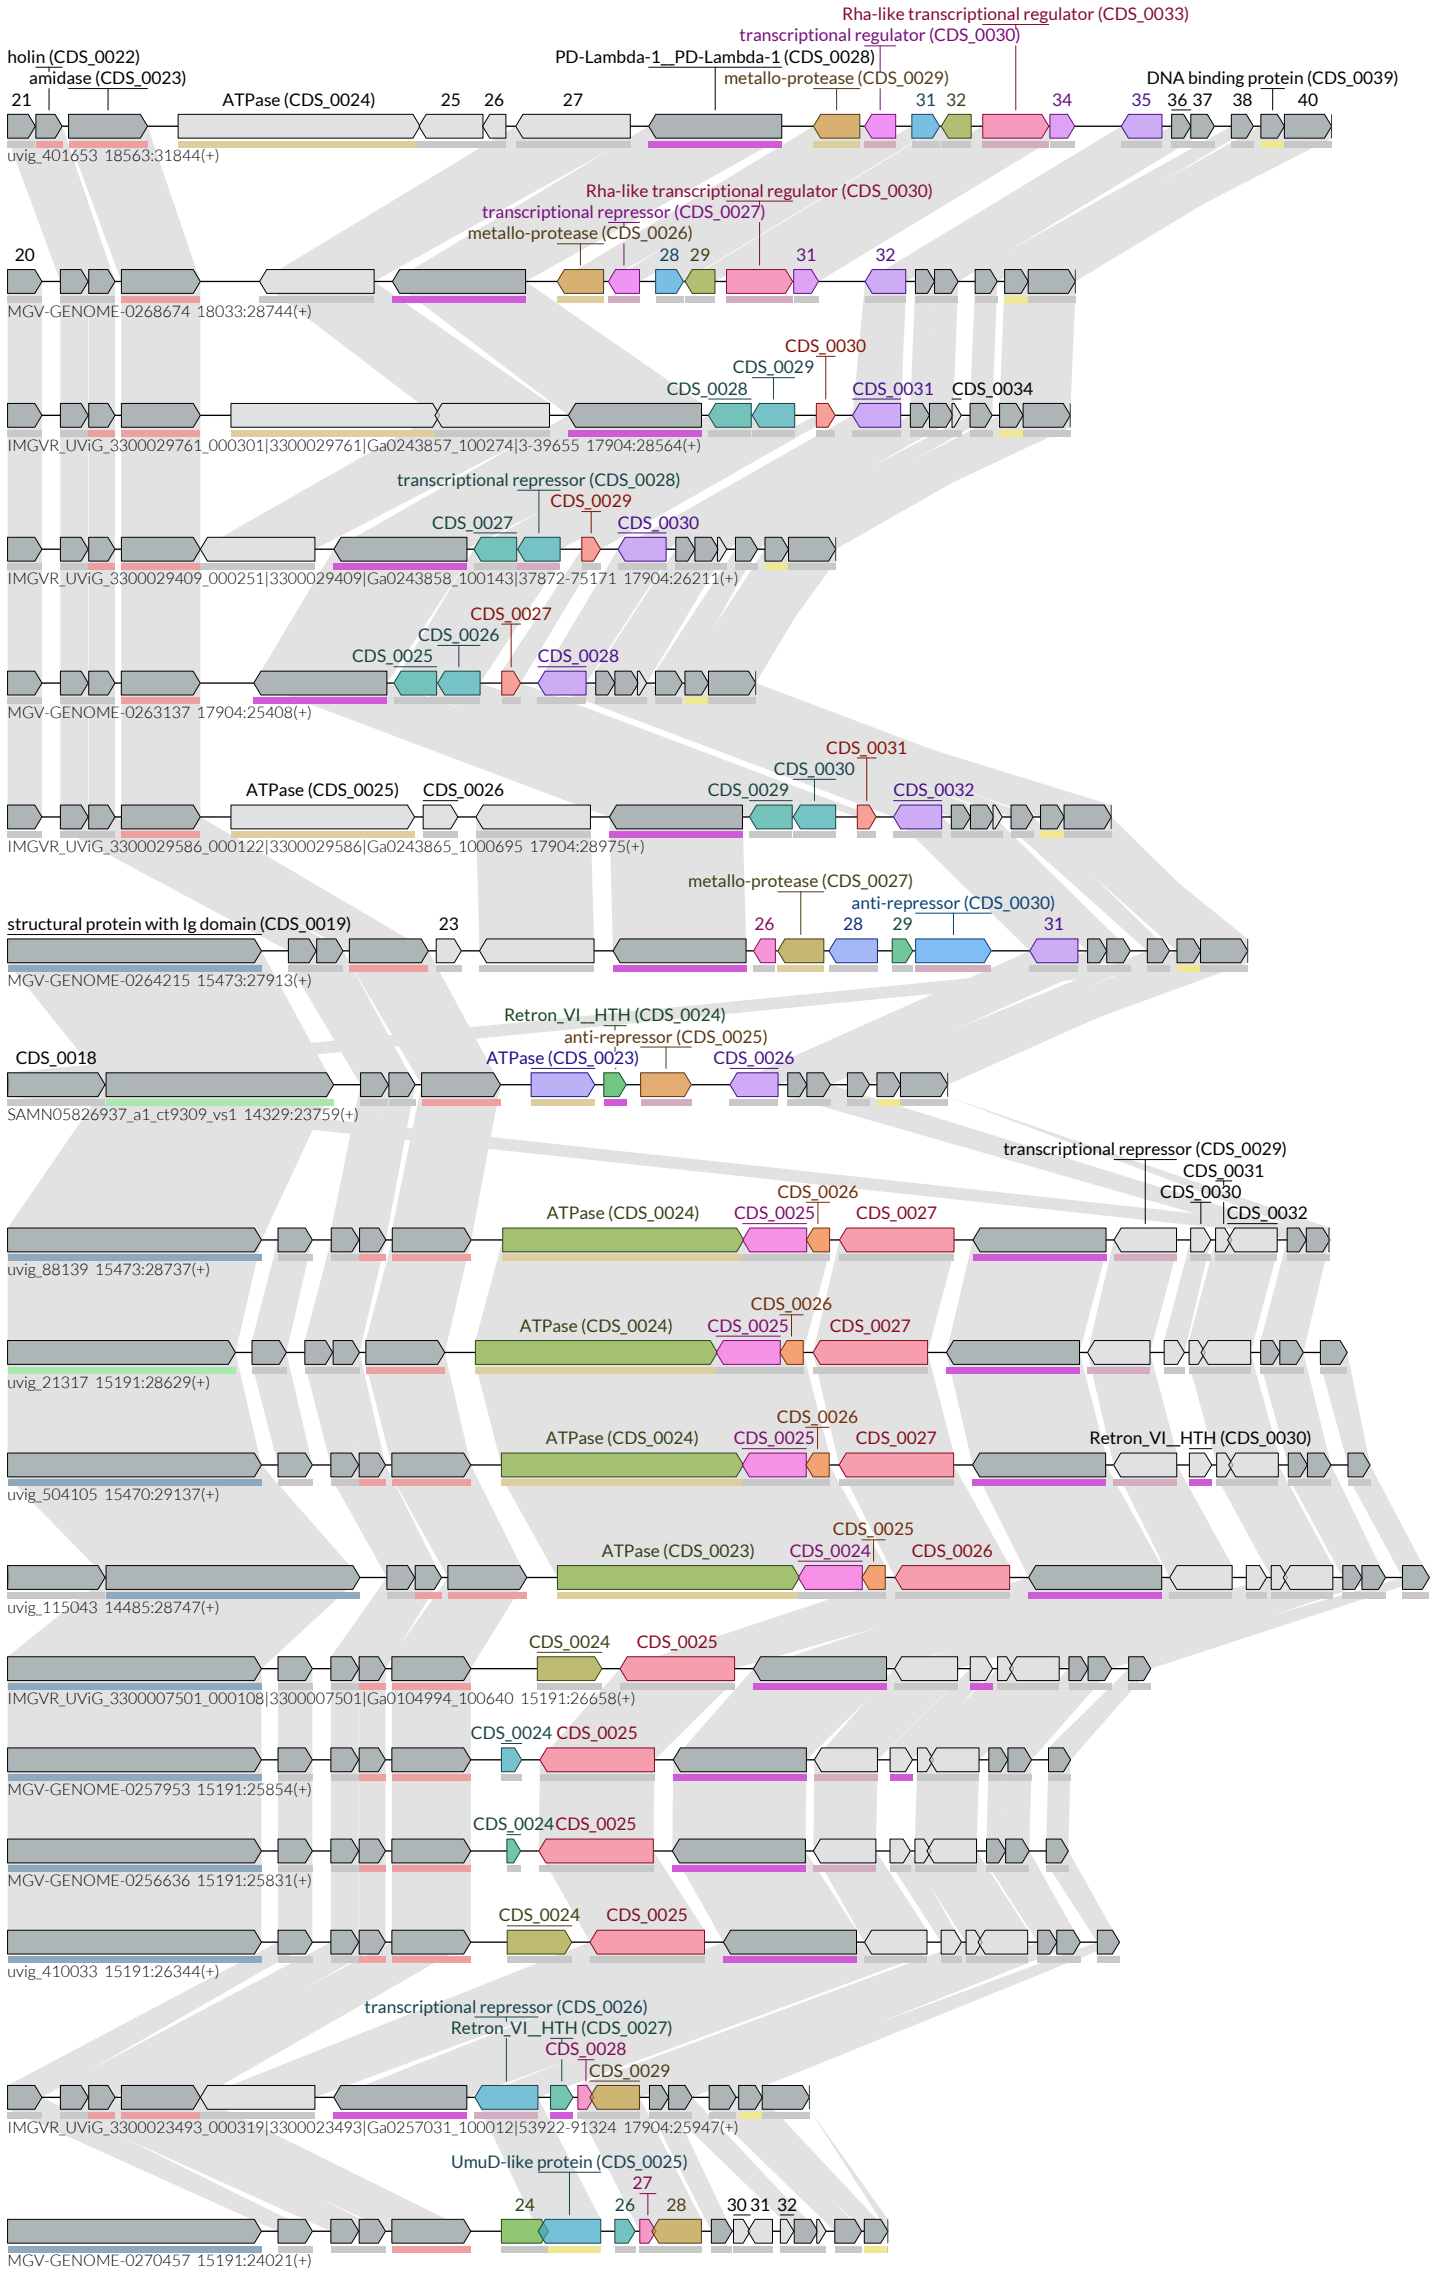 Rha-like transcriptional regulator (CDS_0033)
transcriptional regulator (CDS_0030)
holin (CDS_0022) PD-Lambda-1__PD-Lambda-1 (CDS_0028)
amidase (CDS_0023) metallo-protease (CDS_0029) DNA binding protein (CDS_0039)
21 ATPase (CDS_0024) 25 26 27 31 32 34 35 36 37 38 40
uvig_401653 18563:31844(+)
Rha-like transcriptional regulator (CDS_0030)
transcriptional repressor (CDS_0027)
metallo-protease (CDS_0026)
20 28 29 31 32
MGV-GENOME-0268674 18033:28744(+)
CDS_0030
CDS_0029
CDS_0028 CDS_0031 CDS_0034
IMGVR_UViG_3300029761_000301|3300029761|Ga0243857_100274|3-39655 17904:28564(+)
transcriptional repressor (CDS_0028)
CDS_0029
CDS_0027 CDS_0030
IMGVR_UViG_3300029409_000251|3300029409|Ga0243858_100143|37872-75171 17904:26211(+)
CDS_0027
CDS_0026
CDS_0025 CDS_0028
MGV-GENOME-0263137 17904:25408(+)
CDS_0031
CDS_0030
ATPase (CDS_0025) CDS_0026 CDS_0029 CDS_0032
IMGVR_UViG_3300029586_000122|3300029586|Ga0243865_1000695 17904:28975(+)
metallo-protease (CDS_0027)
anti-repressor (CDS_0030)
structural protein with Ig domain (CDS_0019) 23 26 28 29 31
MGV-GENOME-0264215 15473:27913(+)
Retron_VI__HTH (CDS_0024)
anti-repressor (CDS_0025)
CDS_0018 ATPase (CDS_0023) CDS_0026
SAMN05826937_a1_ct9309_vs1 14329:23759(+)
transcriptional repressor (CDS_0029)
CDS_0031
CDS_0026 CDS_0030
ATPase (CDS_0024) CDS_0025 CDS_0027 CDS_0032
uvig_88139 15473:28737(+)
CDS_0026
ATPase (CDS_0024) CDS_0025 CDS_0027
uvig_21317 15191:28629(+)
CDS_0026
ATPase (CDS_0024) CDS_0025 CDS_0027 Retron_VI__HTH (CDS_0030)
uvig_504105 15470:29137(+)
CDS_0025
ATPase (CDS_0023) CDS_0024 CDS_0026
uvig_115043 14485:28747(+)
CDS_0024 CDS_0025
IMGVR_UViG_3300007501_000108|3300007501|Ga0104994_100640 15191:26658(+)
CDS_0024 CDS_0025
MGV-GENOME-0257953 15191:25854(+)
CDS_0024 CDS_0025
MGV-GENOME-0256636 15191:25831(+)
CDS_0024 CDS_0025
uvig_410033 15191:26344(+)
transcriptional repressor (CDS_0026)
Retron_VI__HTH (CDS_0027)
CDS_0028
CDS_0029
IMGVR_UViG_3300023493_000319|3300023493|Ga0257031_100012|53922-91324 17904:25947(+)
UmuD-like protein (CDS_0025)
27
24 26 28 30 31 32
MGV-GENOME-0270457 15191:24021(+)